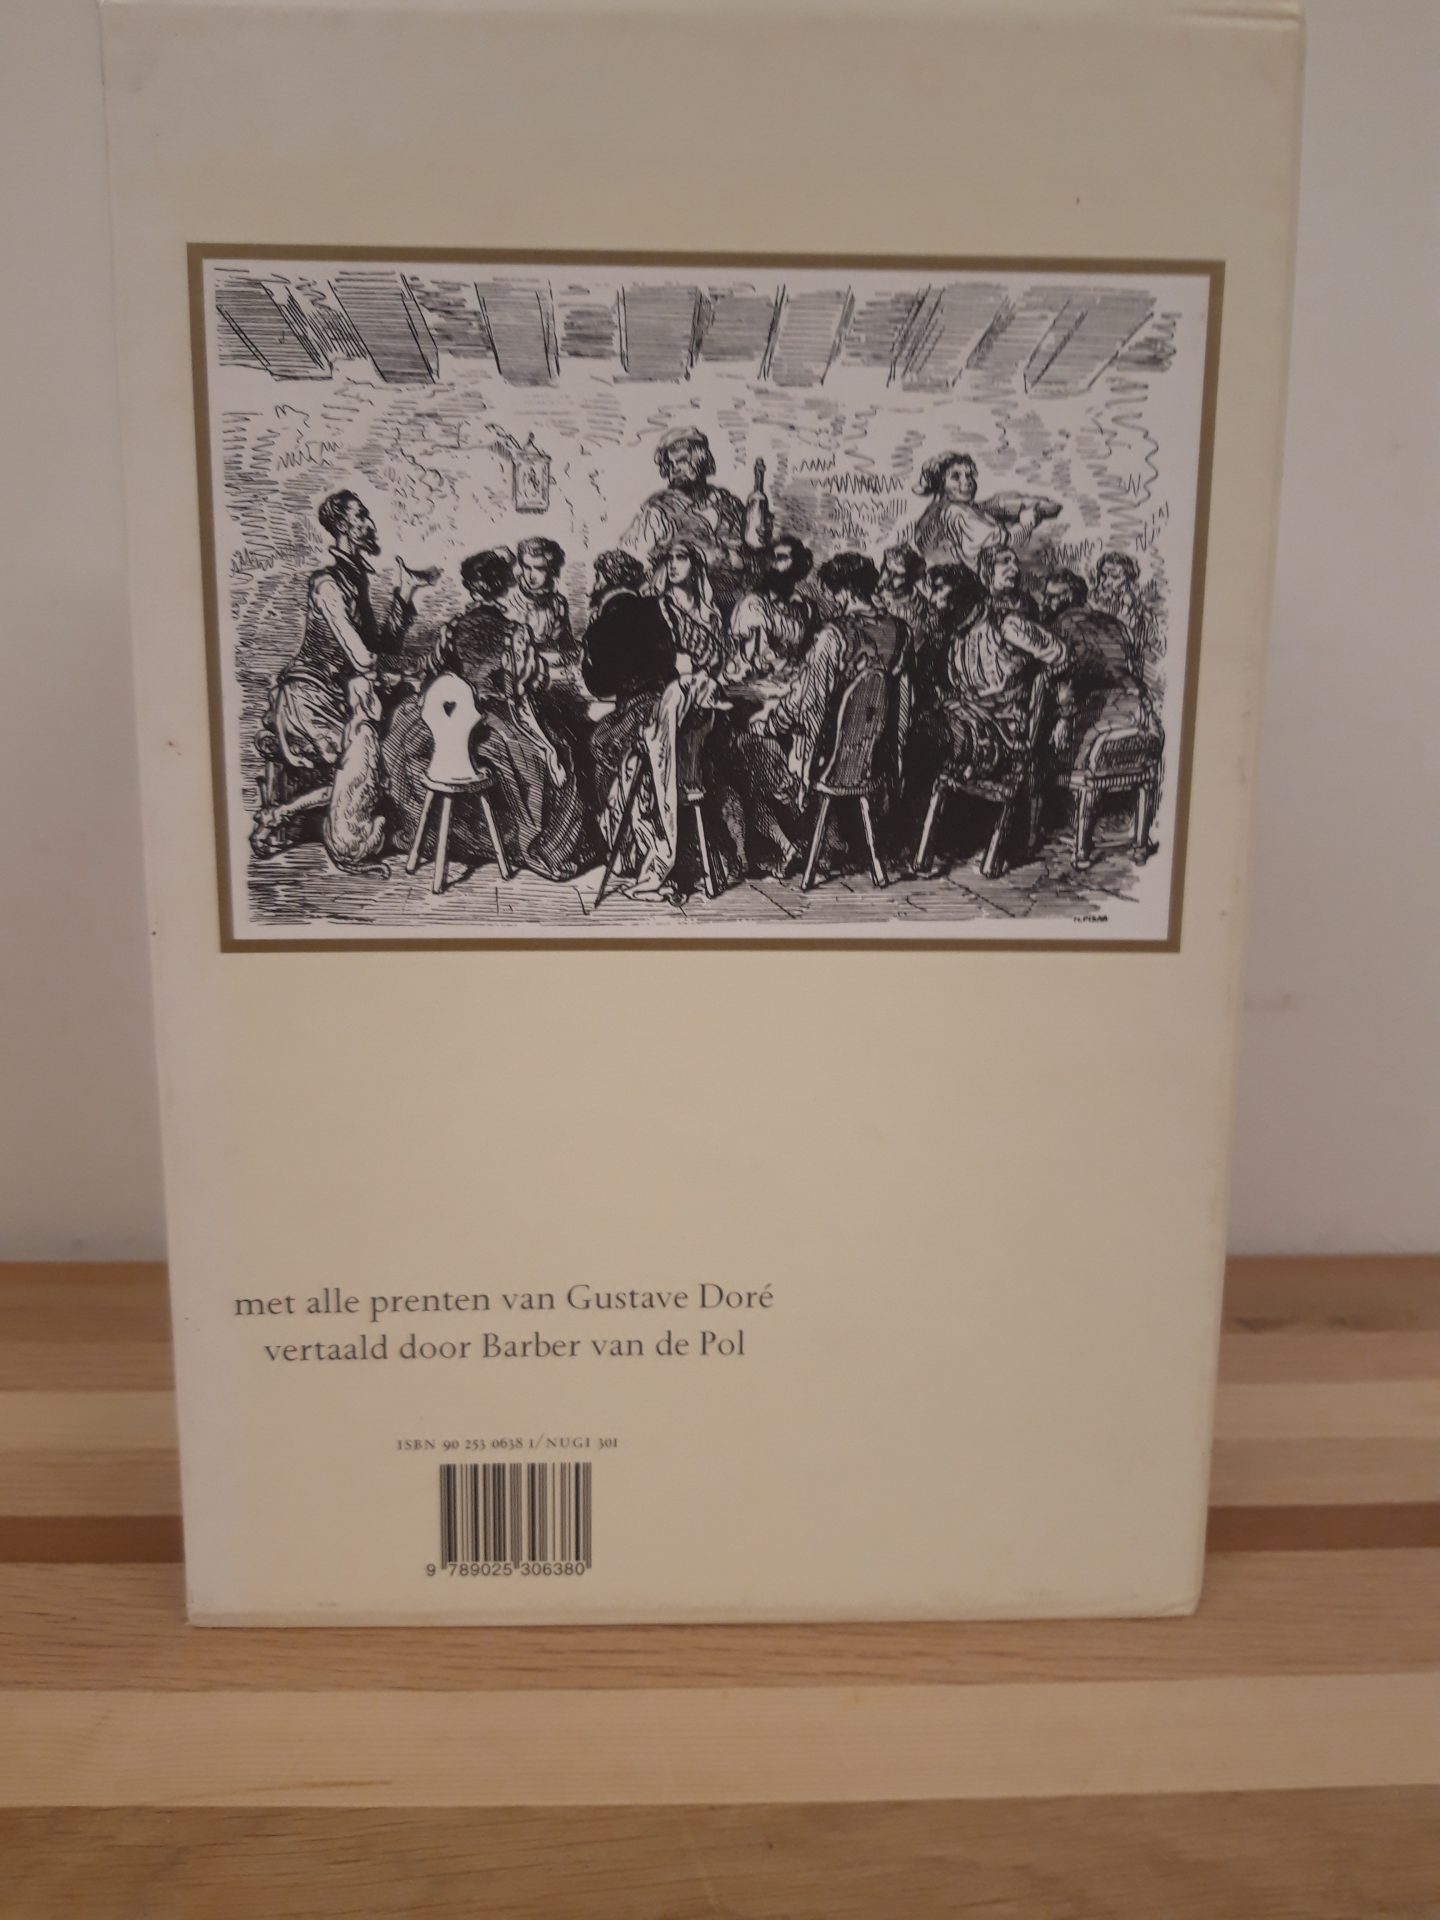 H. PISAN
met alle prenten van Gustave Doré
vertaald door Barber van de Pol
ISBN 90 253 0638 1/NUGI 301
9 789025 306380